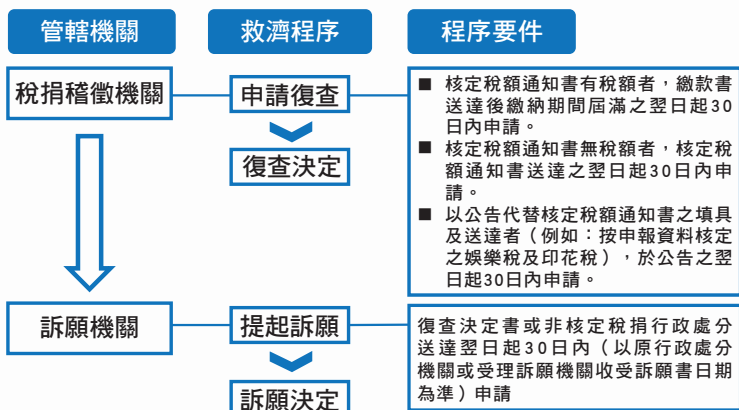 管轄機關
救濟程序
程序要件
稅捐稽徵機關
申請復查
復查決定
■ 核定稅額通知書有稅額者，繳款書
送達後繳納期間屆滿之翌日起30
日內申請。
■ 核定稅額通知書無稅額者，核定稅
額通知書送達之翌日起30日內申
請。
■ 以公告代替核定稅額通知書之填具
及送達者（例如：按申報資料核定
之娛樂稅及印花稅），於公告之翌
日起30日內申請。
訴願機關
提起訴願
訴願決定
復查決定書或非核定稅捐行政處分
送達翌日起30日內（以原行政處分
機關或受理訴願機關收受訴願書日期
為準）申請